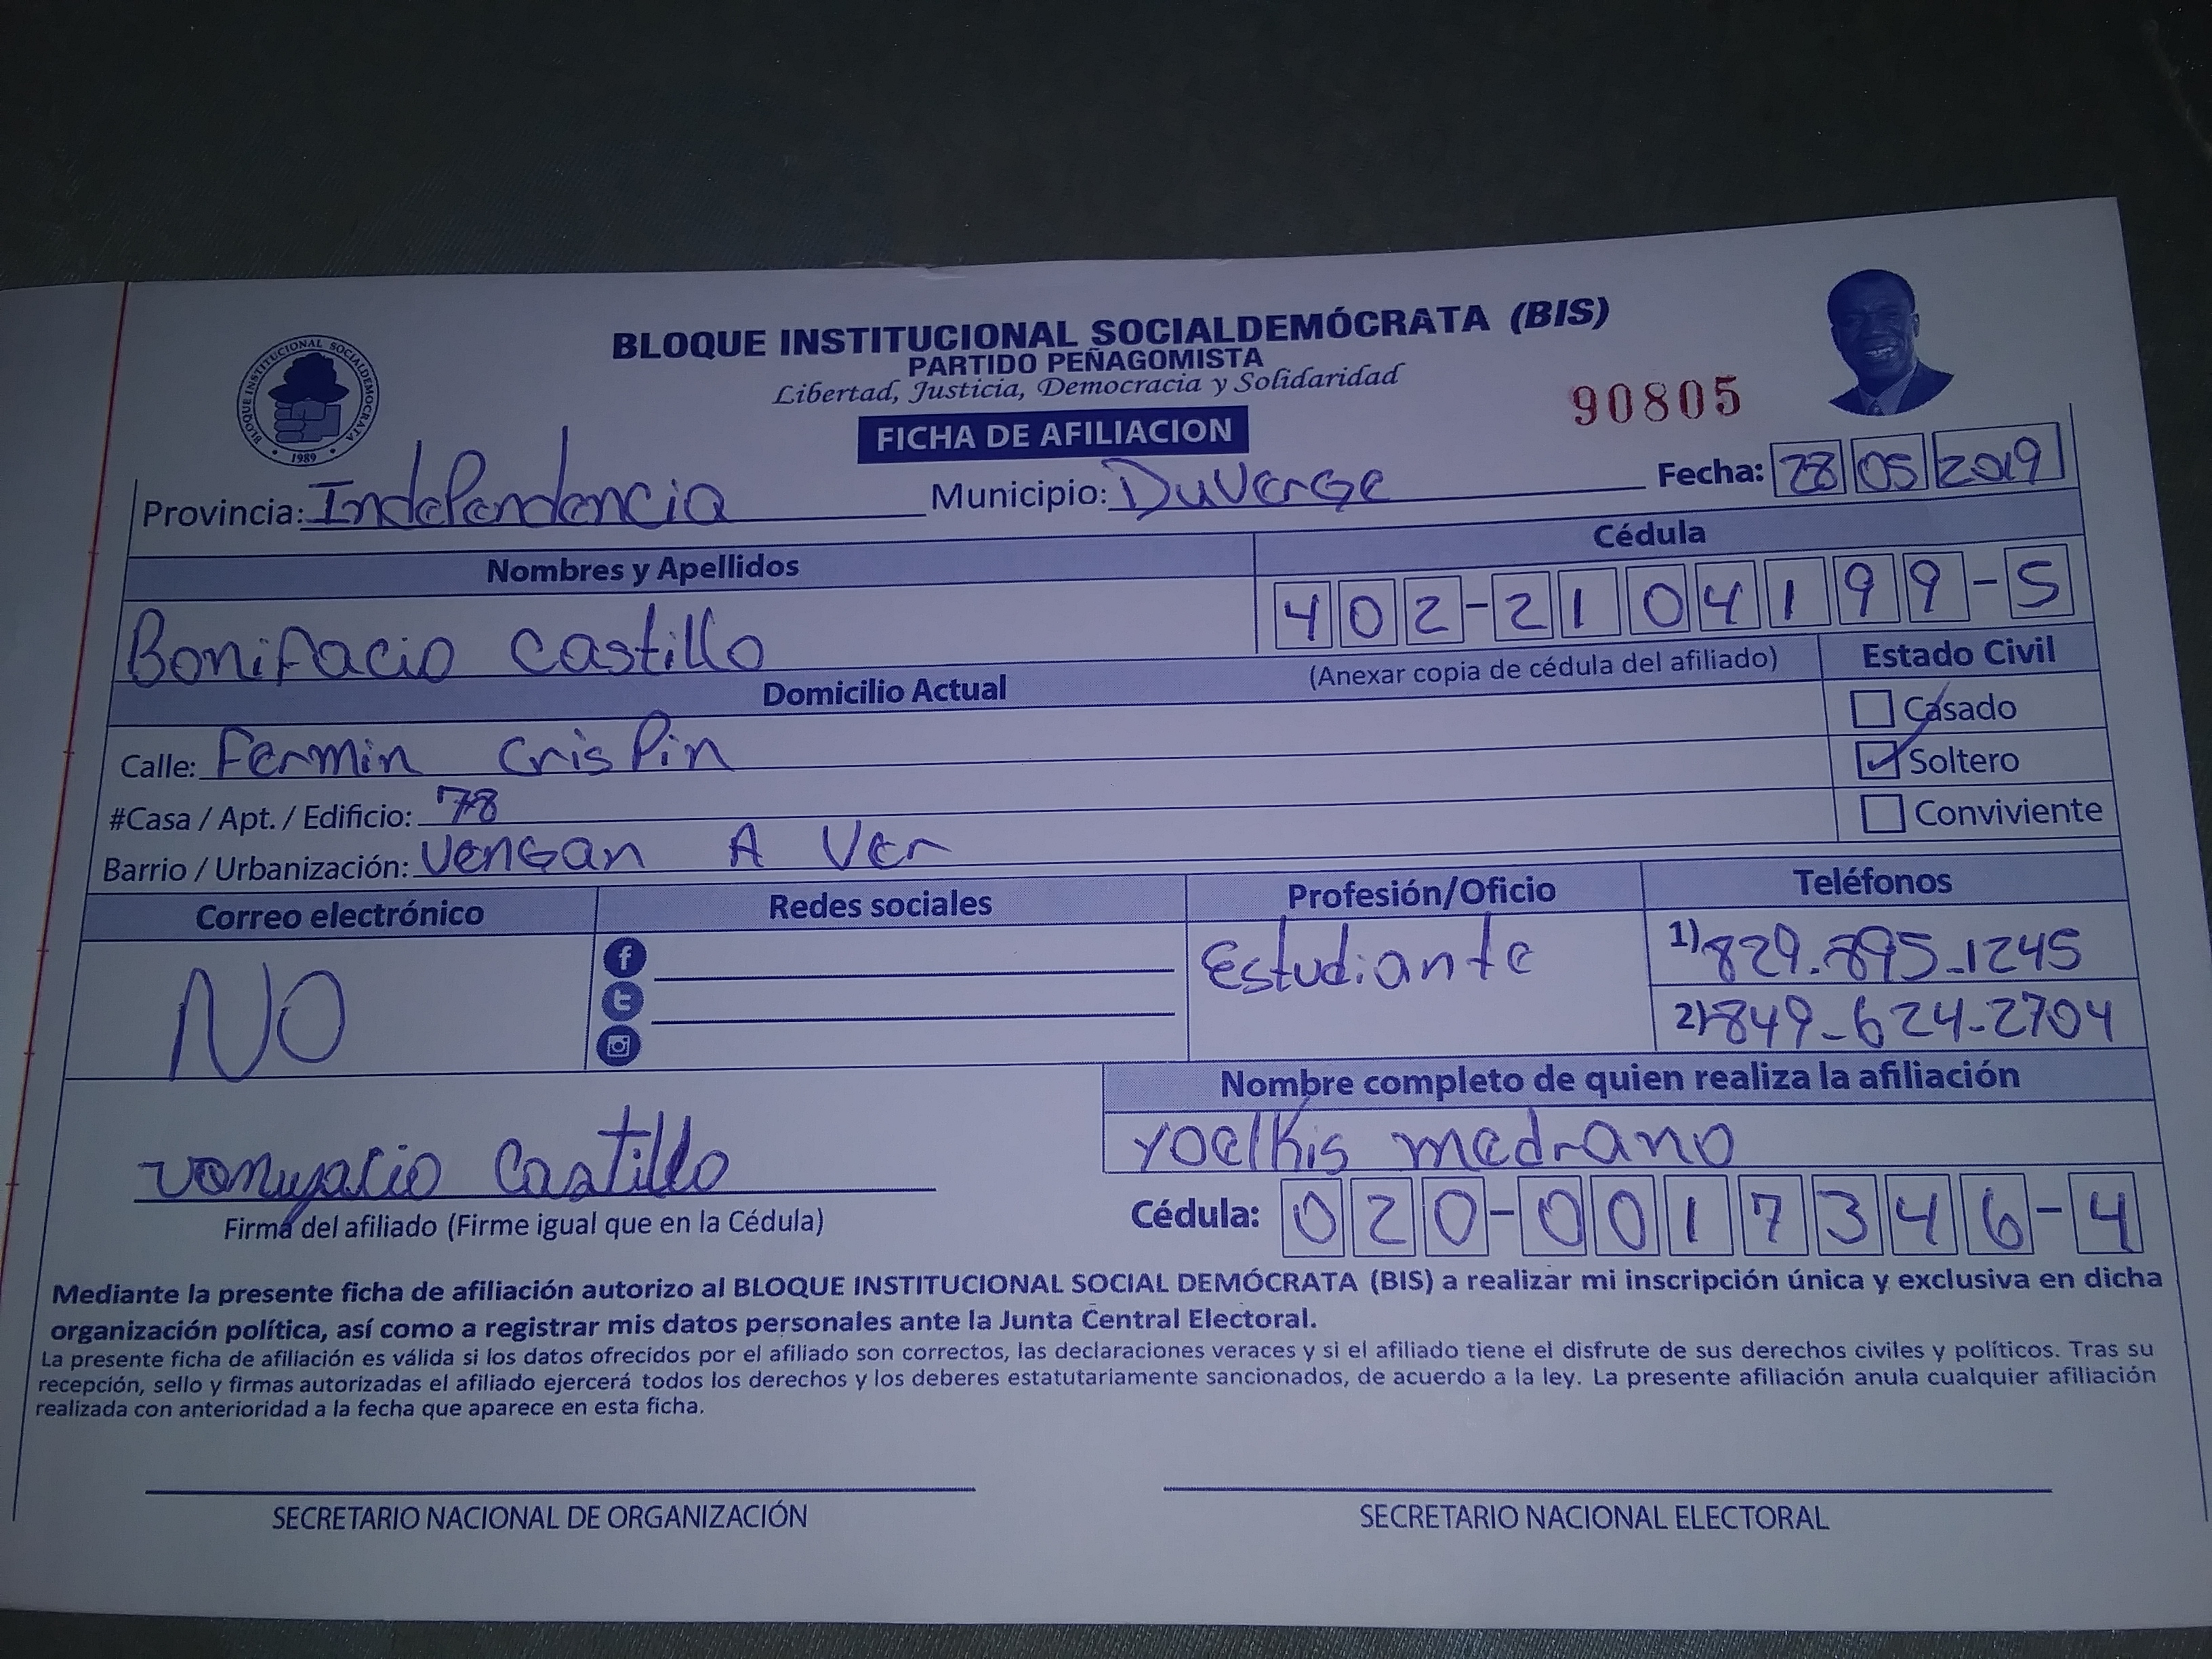 BLOQUE INSTITUCIONAL SOCIALDEMÓCRATA (BIS)
PARTIDO PEÑAGOMISTA
Libertad, Justicia, Democracia y Solidaridad
BLOQUE INSTITUCIONAL SOCIALDEMOCRATA
• 1989 •
90805
FICHA DE AFILIACION
Provincia: Independencia Municipio: Duverge Fecha: 28 05 2019
Nombres y Apellidos Cédula
Bonifacio Castillo 402-2104199-5
(Anexar copia de cédula del afiliado) Estado Civil
Domicilio Actual
Casado
Calle: Fermin Crispin
Soltero
#Casa / Apt. / Edificio: 78
Conviviente
Barrio / Urbanización: Vengan A Ver
Correo electrónico Redes sociales Profesión/Oficio Teléfonos
NO Estudiante 1) 829-895-1245
2) 849-624-2704
Nombre completo de quien realiza la afiliación
Yoelkis medrano
Castillo
Firma del afiliado (Firme igual que en la Cédula)
Cédula: 020-0017346-4
Mediante la presente ficha de afiliación autorizo al BLOQUE INSTITUCIONAL SOCIAL DEMÓCRATA (BIS) a realizar mi inscripción única y exclusiva en dicha
organización política, así como a registrar mis datos personales ante la Junta Central Electoral.
La presente ficha de afiliación es válida si los datos ofrecidos por el afiliado son correctos, las declaraciones veraces y si el afiliado tiene el disfrute de sus derechos civiles y políticos. Tras su
recepción, sello y firmas autorizadas el afiliado ejercerá todos los derechos y los deberes estatutariamente sancionados, de acuerdo a la ley. La presente afiliación anula cualquier afiliación
realizada con anterioridad a la fecha que aparece en esta ficha.
SECRETARIO NACIONAL DE ORGANIZACIÓN SECRETARIO NACIONAL ELECTORAL